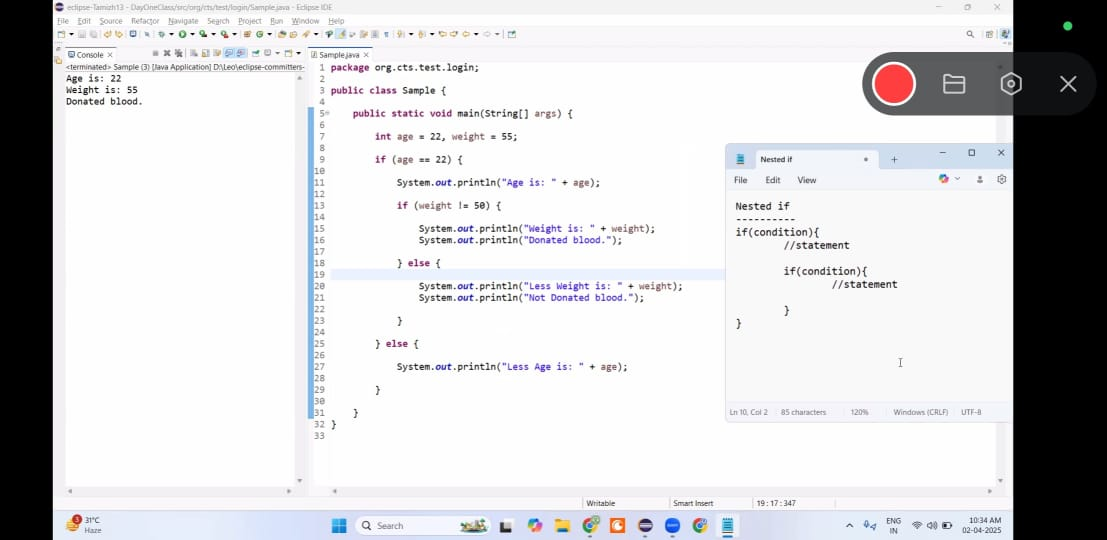 eclipse-Tamizh13 - DayOneClass/src/org/cts/test/login/Sample.java - Eclipse IDE
File Edit Source Refactor Navigate Search Project Run Window Help
Console
<terminated> Sample (3) [Java Application] D:\Leo\eclipse-committers-
Age is: 22
Weight is: 55
Donated blood.
Sample.java
1 package org.cts.test.login;
2
3 public class Sample {
4
5 public static void main(String[] args) {
6
7 int age = 22, weight = 55;
8
9 if (age == 22) {
10
11 System.out.println("Age is: " + age);
12
13 if (weight != 50) {
14
15 System.out.println("Weight is: " + weight);
16 System.out.println("Donated blood.");
17
18 } else {
19
20 System.out.println("Less Weight is: " + weight);
21 System.out.println("Not Donated blood.");
22
23 }
24
25 } else {
26
27 System.out.println("Less Age is: " + age);
28
29 }
30
31 }
32 }
33
Nested if
File Edit View
Nested if
----------
if(condition){
//statement
if(condition){
//statement
}
}
Ln 10, Col 2 85 characters 120% Windows (CRLF) UTF-8
Writable Smart Insert 19 : 17 : 347
3
31°C
Haze
Search
ENG
IN
10:34 AM
02-04-2025